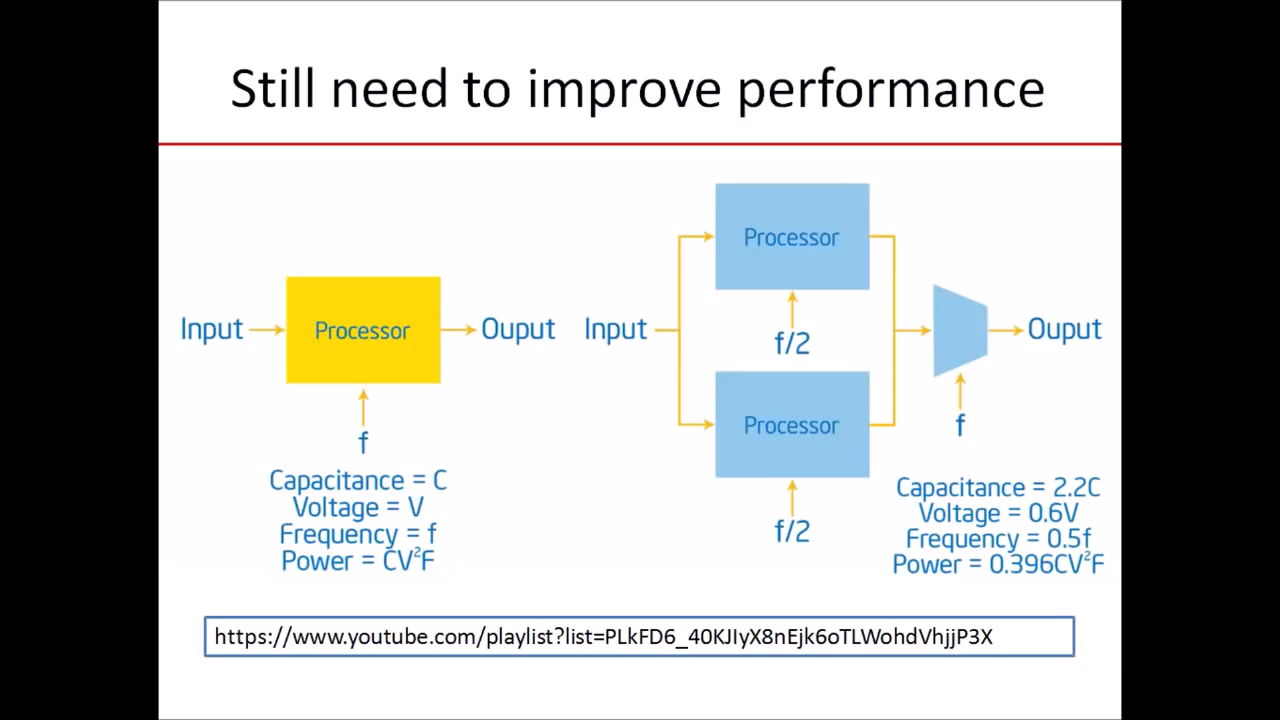 Still need to improve performance
Input
Processor
Ouput
f
Capacitance = C
Voltage = V
Frequency = f
Power = CV²F
Input
Processor
f/2
Processor
f/2
Ouput
f
Capacitance = 2.2C
Voltage = 0.6V
Frequency = 0.5f
Power = 0.396CV²F
https://www.youtube.com/playlist?list=PLkFD6_40KJIyX8nEjk6oTLWohdVhjjP3X